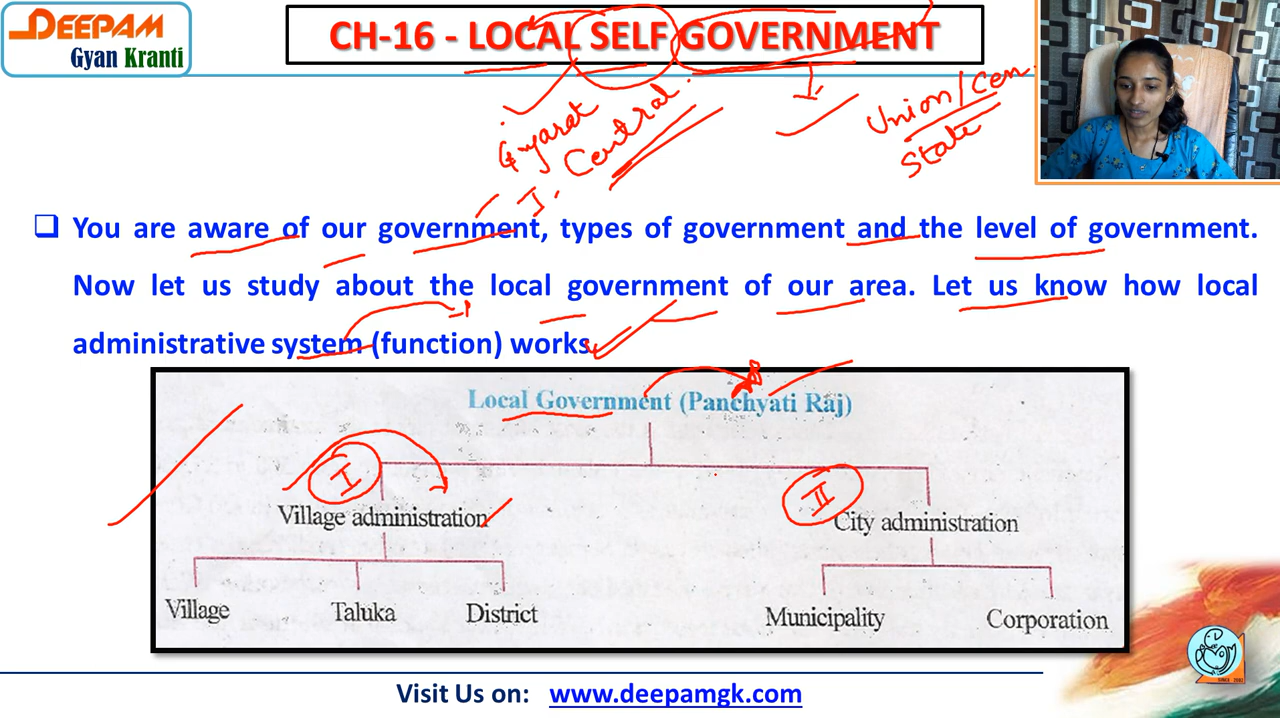 DEEPAM
Gyan Kranti
CH-16 - LOCAL SELF GOVERNMENT
Gujarat
I. Central
Union/Cen.
State
❑ You are aware of our government, types of government and the level of government.
Now let us study about the local government of our area. Let us know how local
administrative system (function) works.
Local Government (Panchyati Raj)
I
II
Village administration
City administration
Village Taluka District
Municipality Corporation
SINCE 2002
Visit Us on: www.deepamgk.com